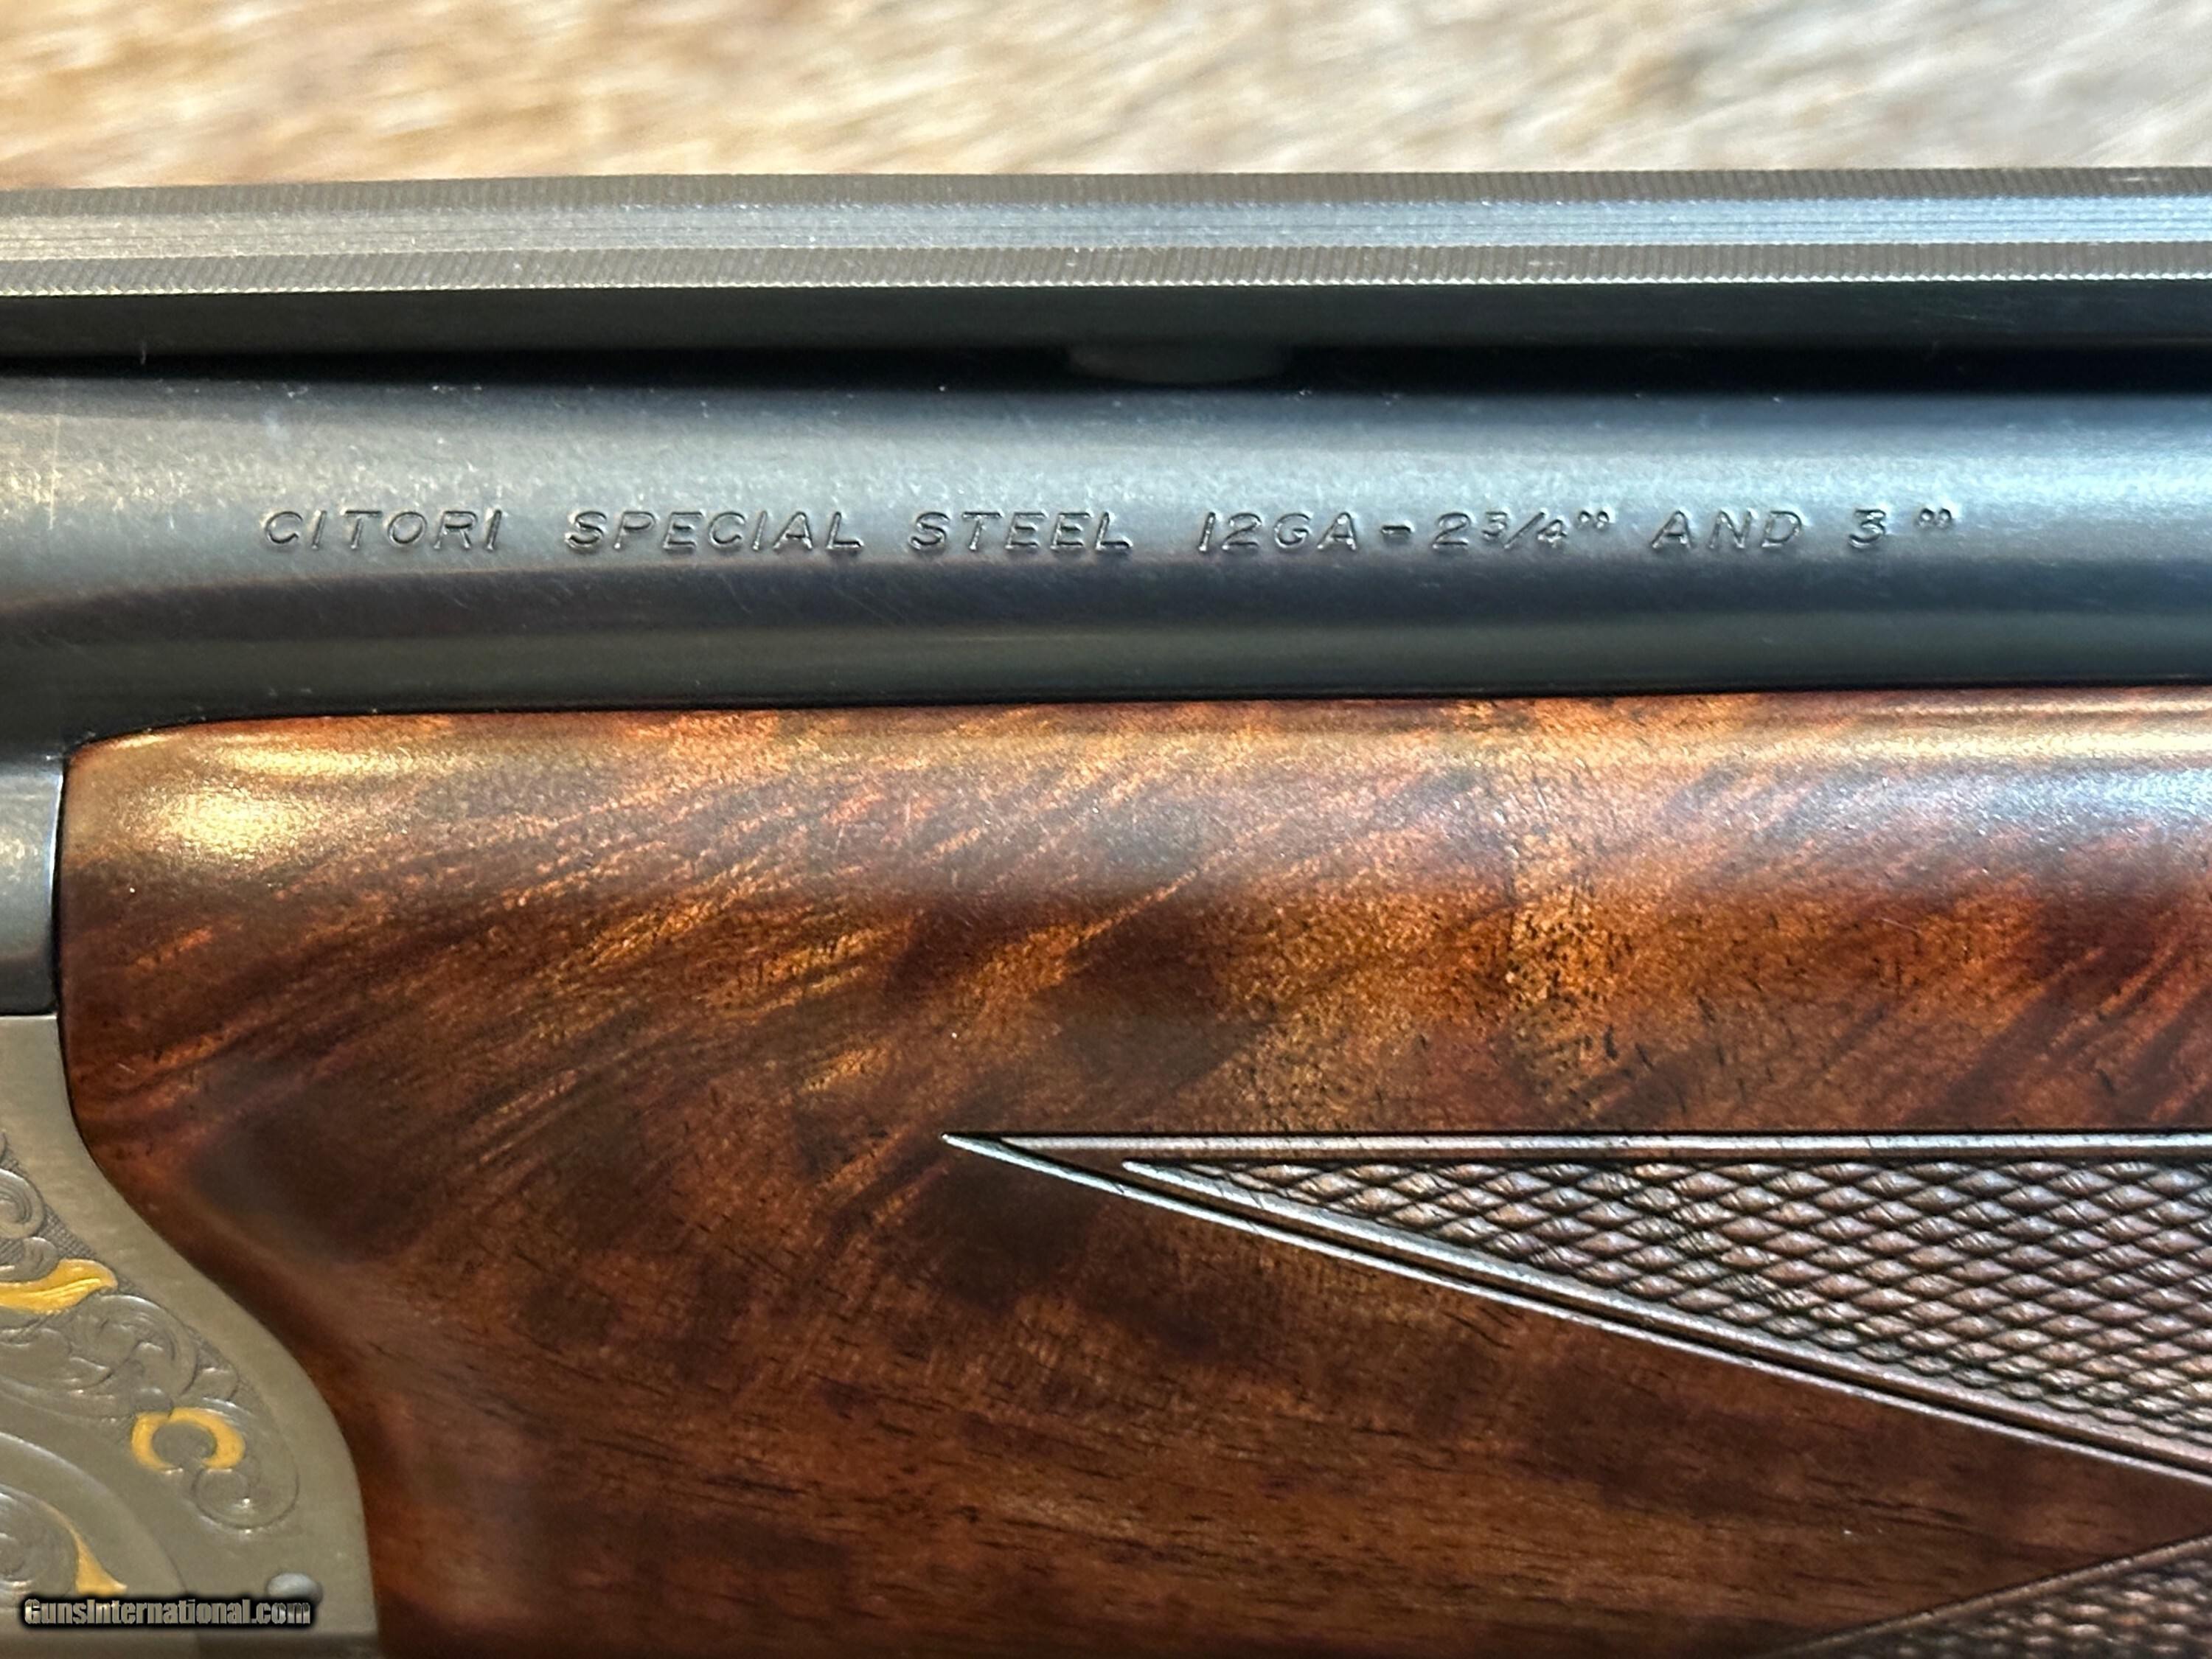 CITORI SPECIAL STEEL 12GA-2¾" AND 3"
GunsInternational.com